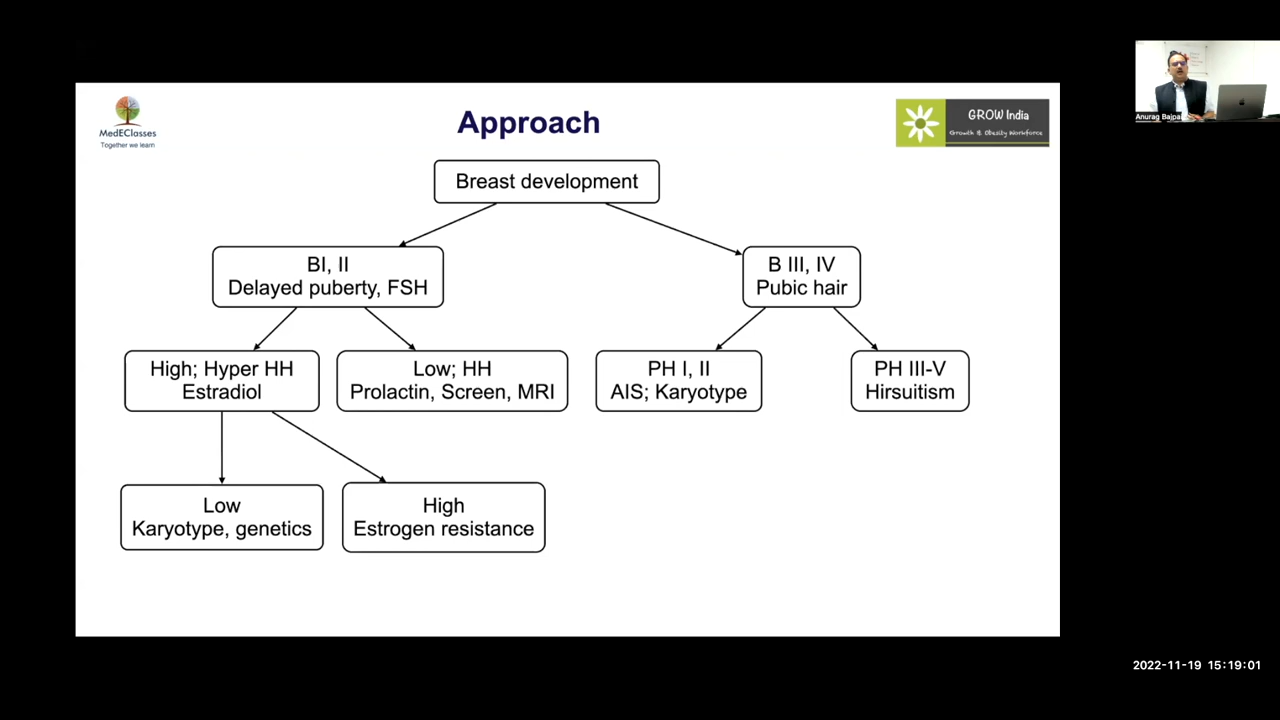 MedEClasses
Together we learn
Approach
GROW India
Growth & Obesity Workforce
Anurag Bajpai
Breast development
BI, II
Delayed puberty, FSH
B III, IV
Pubic hair
High; Hyper HH
Estradiol
Low; HH
Prolactin, Screen, MRI
PH I, II
AIS; Karyotype
PH III-V
Hirsuitism
Low
Karyotype, genetics
High
Estrogen resistance
2022-11-19 15:19:01